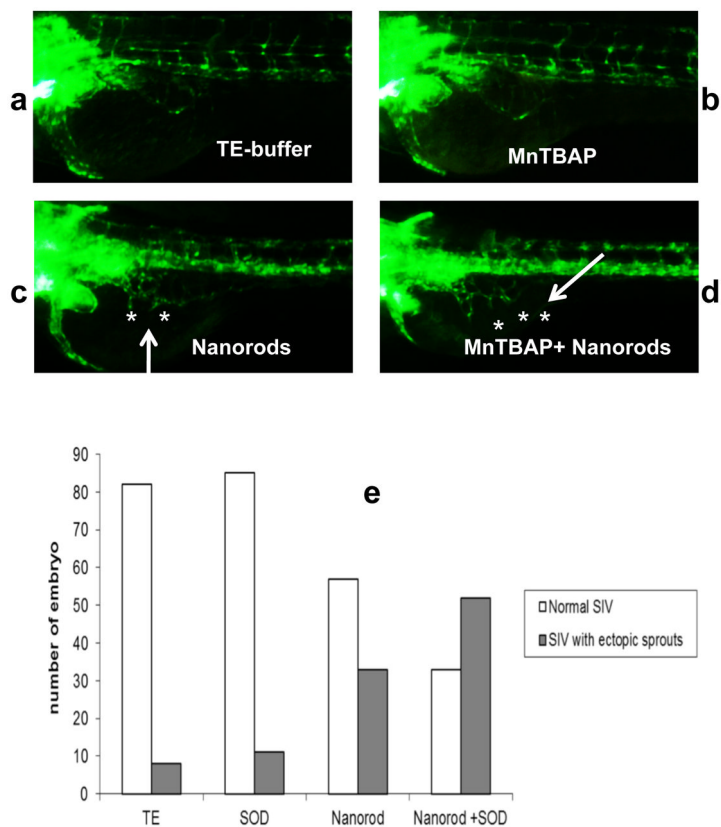 a
TE-buffer
b
MnTBAP
c
* *
Nanorods
d
* * *
MnTBAP+ Nanorods
e
number of embryo
90
80
70
60
50
40
30
20
10
0
TE
SOD
Nanorod
Nanorod +SOD
Normal SIV
SIV with ectopic sprouts